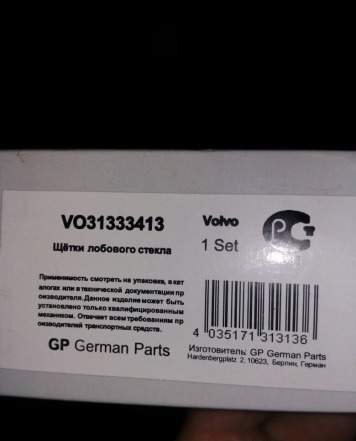 VO31333413
Volvo
Щётки лобового стекла
1 Set
Применимость смотреть на упаковке, в кат
алогах или в технической документации пр
оизводителя. Данное изделие может быть
установлено только квалифицированным
механиком. Отвечает всем требованиям пр
оизводителей транспортных средств.
GP German Parts
4 035171 313136
Изготовитель: GP German Parts
Hardenbergplatz 2, 10623, Берлин, Герман